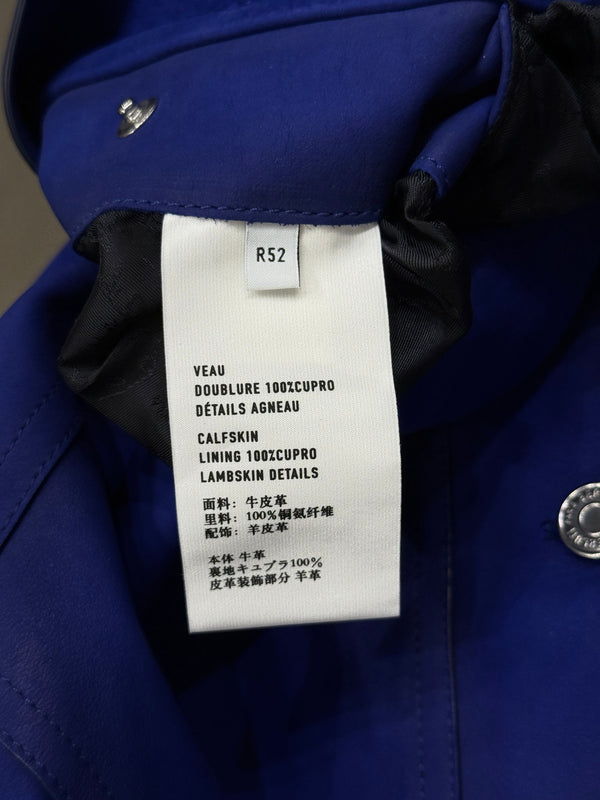 R52
VEAU
DOUBLURE 100%CUPRO
DÉTAILS AGNEAU
CALFSKIN
LINING 100%CUPRO
LAMBSKIN DETAILS
面料：牛皮革
里料：100%铜氨纤维
配饰：羊皮革
本体 牛革
裏地キュプラ100%
皮革装飾部分 羊革